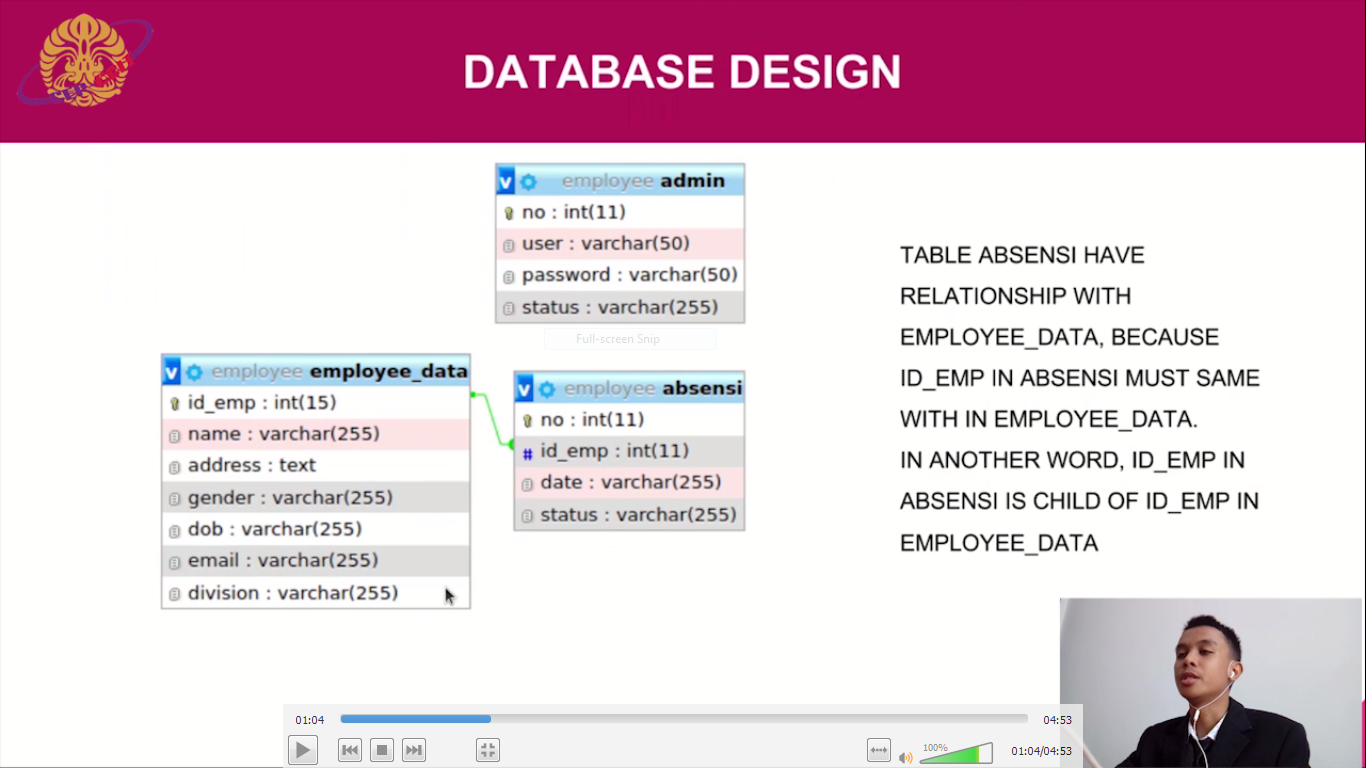 DATABASE DESIGN
employee admin
no : int(11)
user : varchar(50)
password : varchar(50)
status : varchar(255)
Full-screen Snip
employee employee_data
id_emp : int(15)
name : varchar(255)
address : text
gender : varchar(255)
dob : varchar(255)
email : varchar(255)
division : varchar(255)
employee absensi
no : int(11)
# id_emp : int(11)
date : varchar(255)
status : varchar(255)
TABLE ABSENSI HAVE
RELATIONSHIP WITH
EMPLOYEE_DATA, BECAUSE
ID_EMP IN ABSENSI MUST SAME
WITH IN EMPLOYEE_DATA.
IN ANOTHER WORD, ID_EMP IN
ABSENSI IS CHILD OF ID_EMP IN
EMPLOYEE_DATA
01:04
04:53
100%
01:04/04:53